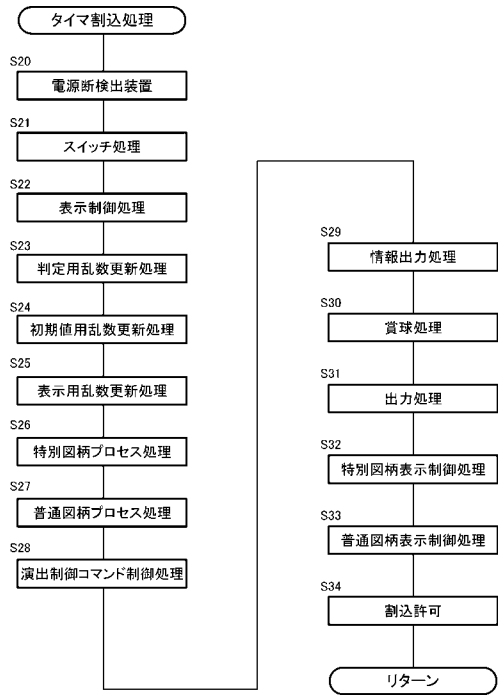 タイマ割込処理
S20
電源断検出装置
S21
スイッチ処理
S22
表示制御処理
S23
判定用乱数更新処理
S24
初期値用乱数更新処理
S25
表示用乱数更新処理
S26
特別図柄プロセス処理
S27
普通図柄プロセス処理
S28
演出制御コマンド制御処理
S29
情報出力処理
S30
賞球処理
S31
出力処理
S32
特別図柄表示制御処理
S33
普通図柄表示制御処理
S34
割込許可
リターン